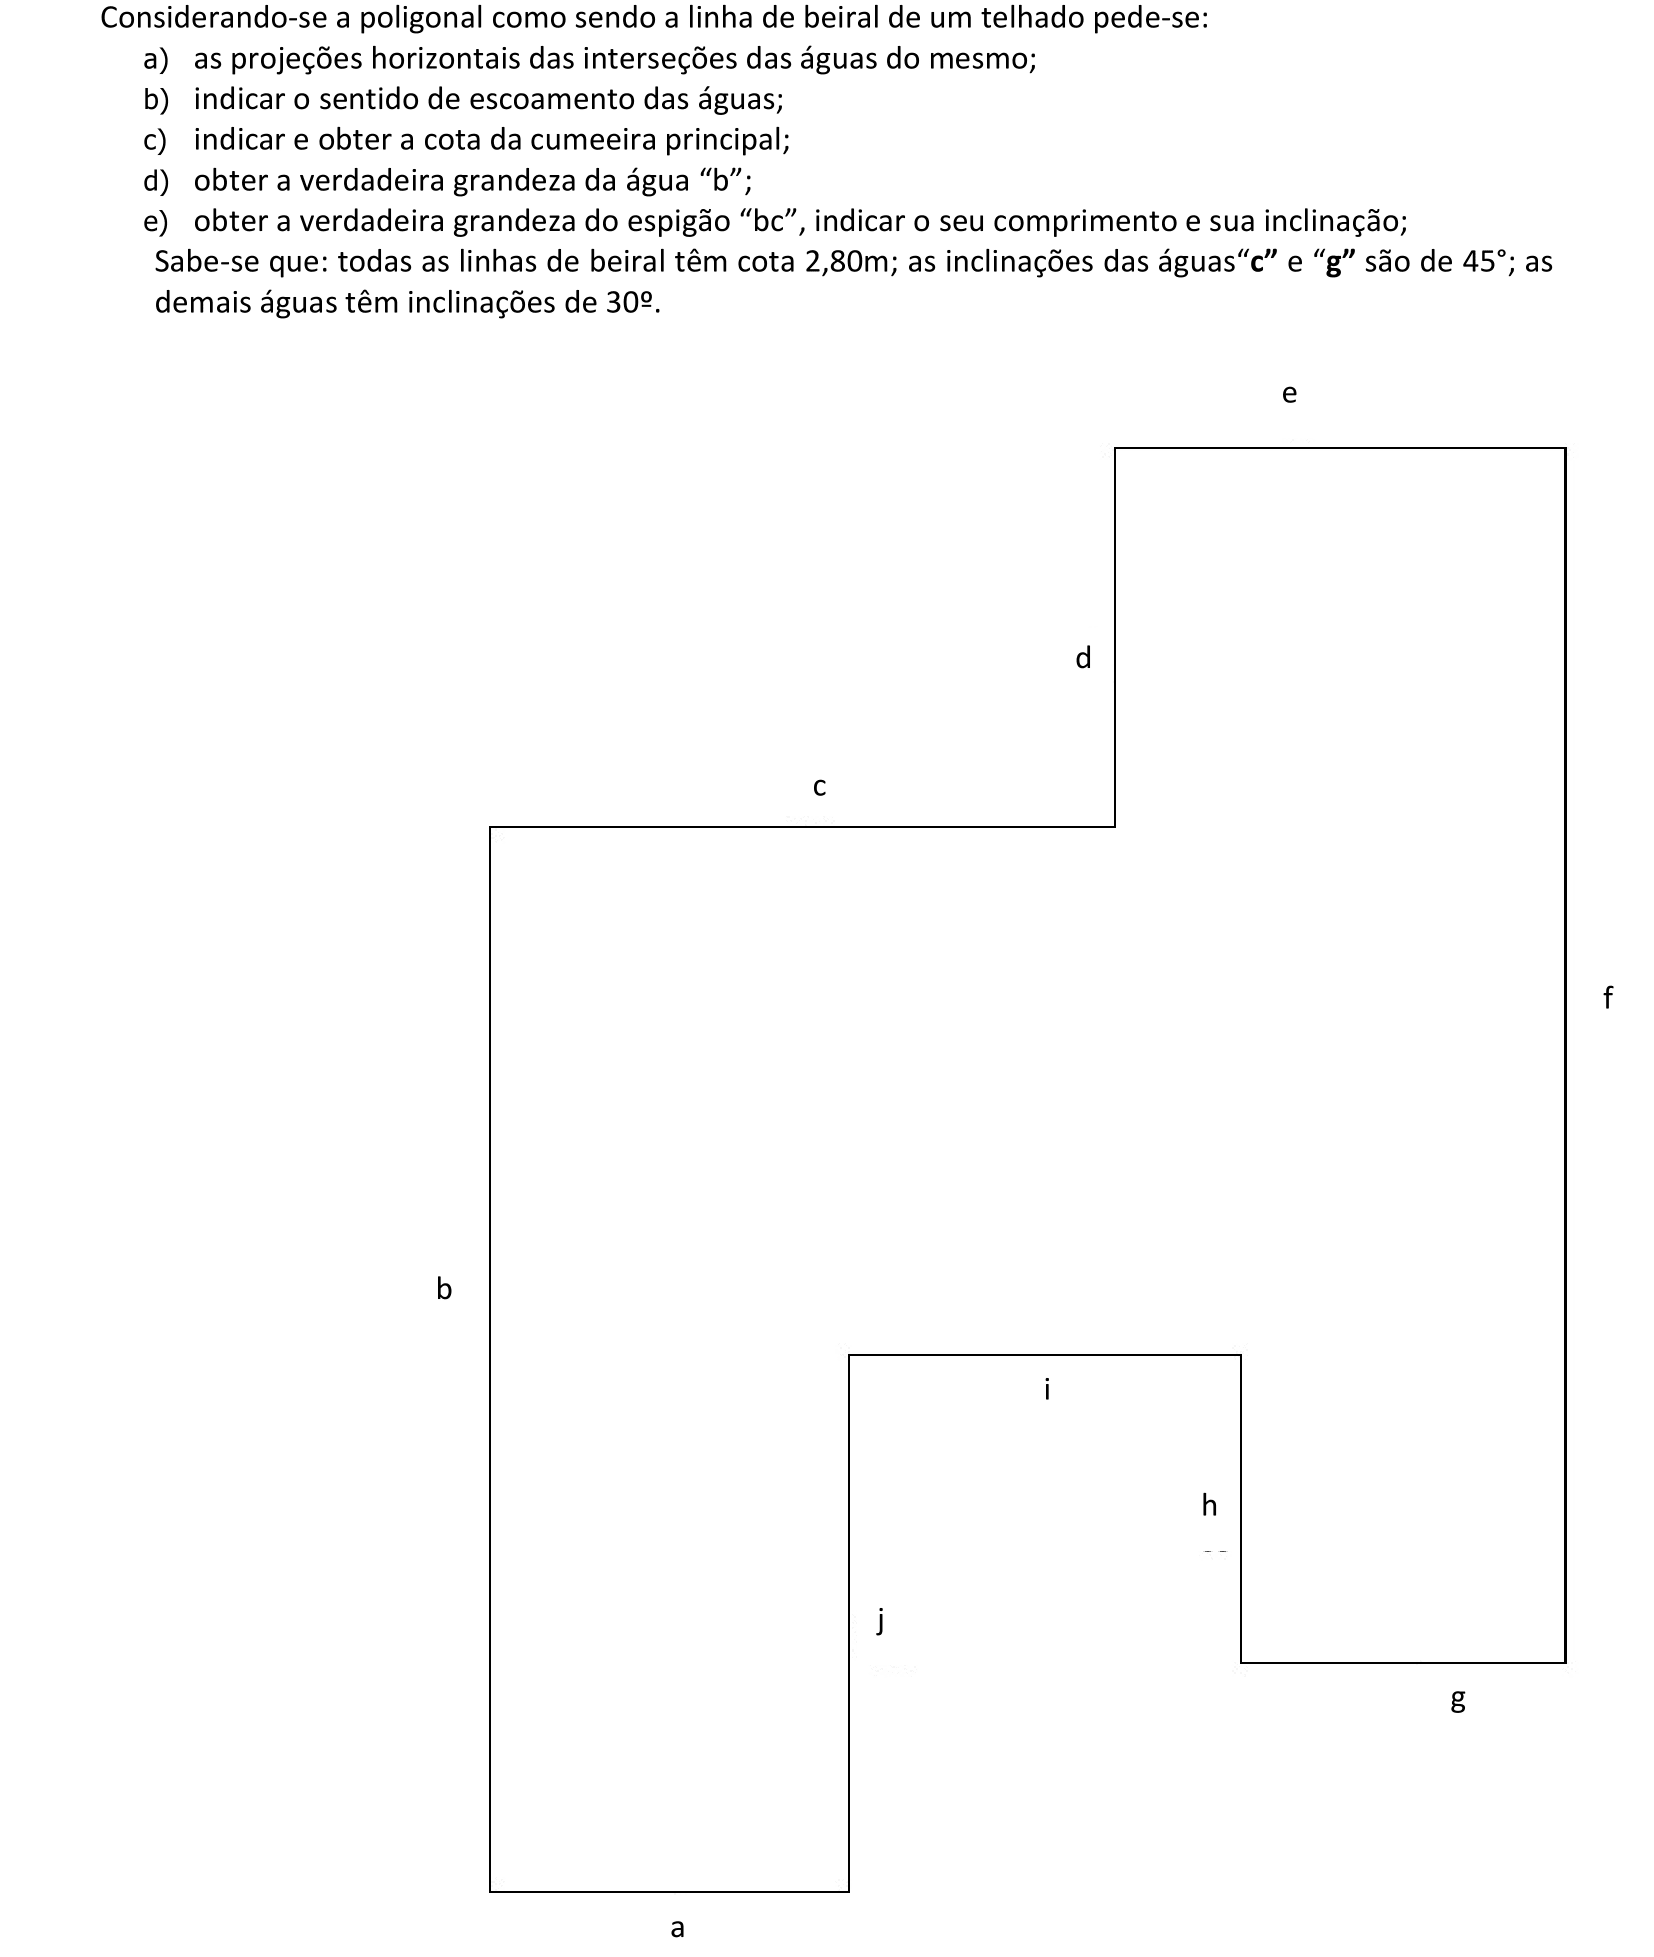 Considerando-se a poligonal como sendo a linha de beiral de um telhado pede-se:
a) as projeções horizontais das interseções das águas do mesmo;
b) indicar o sentido de escoamento das águas;
c) indicar e obter a cota da cumeeira principal;
d) obter a verdadeira grandeza da água “b”;
e) obter a verdadeira grandeza do espigão “bc”, indicar o seu comprimento e sua inclinação;
Sabe-se que: todas as linhas de beiral têm cota 2,80m; as inclinações das águas“c” e “g” são de 45°; as
demais águas têm inclinações de 30º.
e
d
c
f
b
i
h
j
g
a